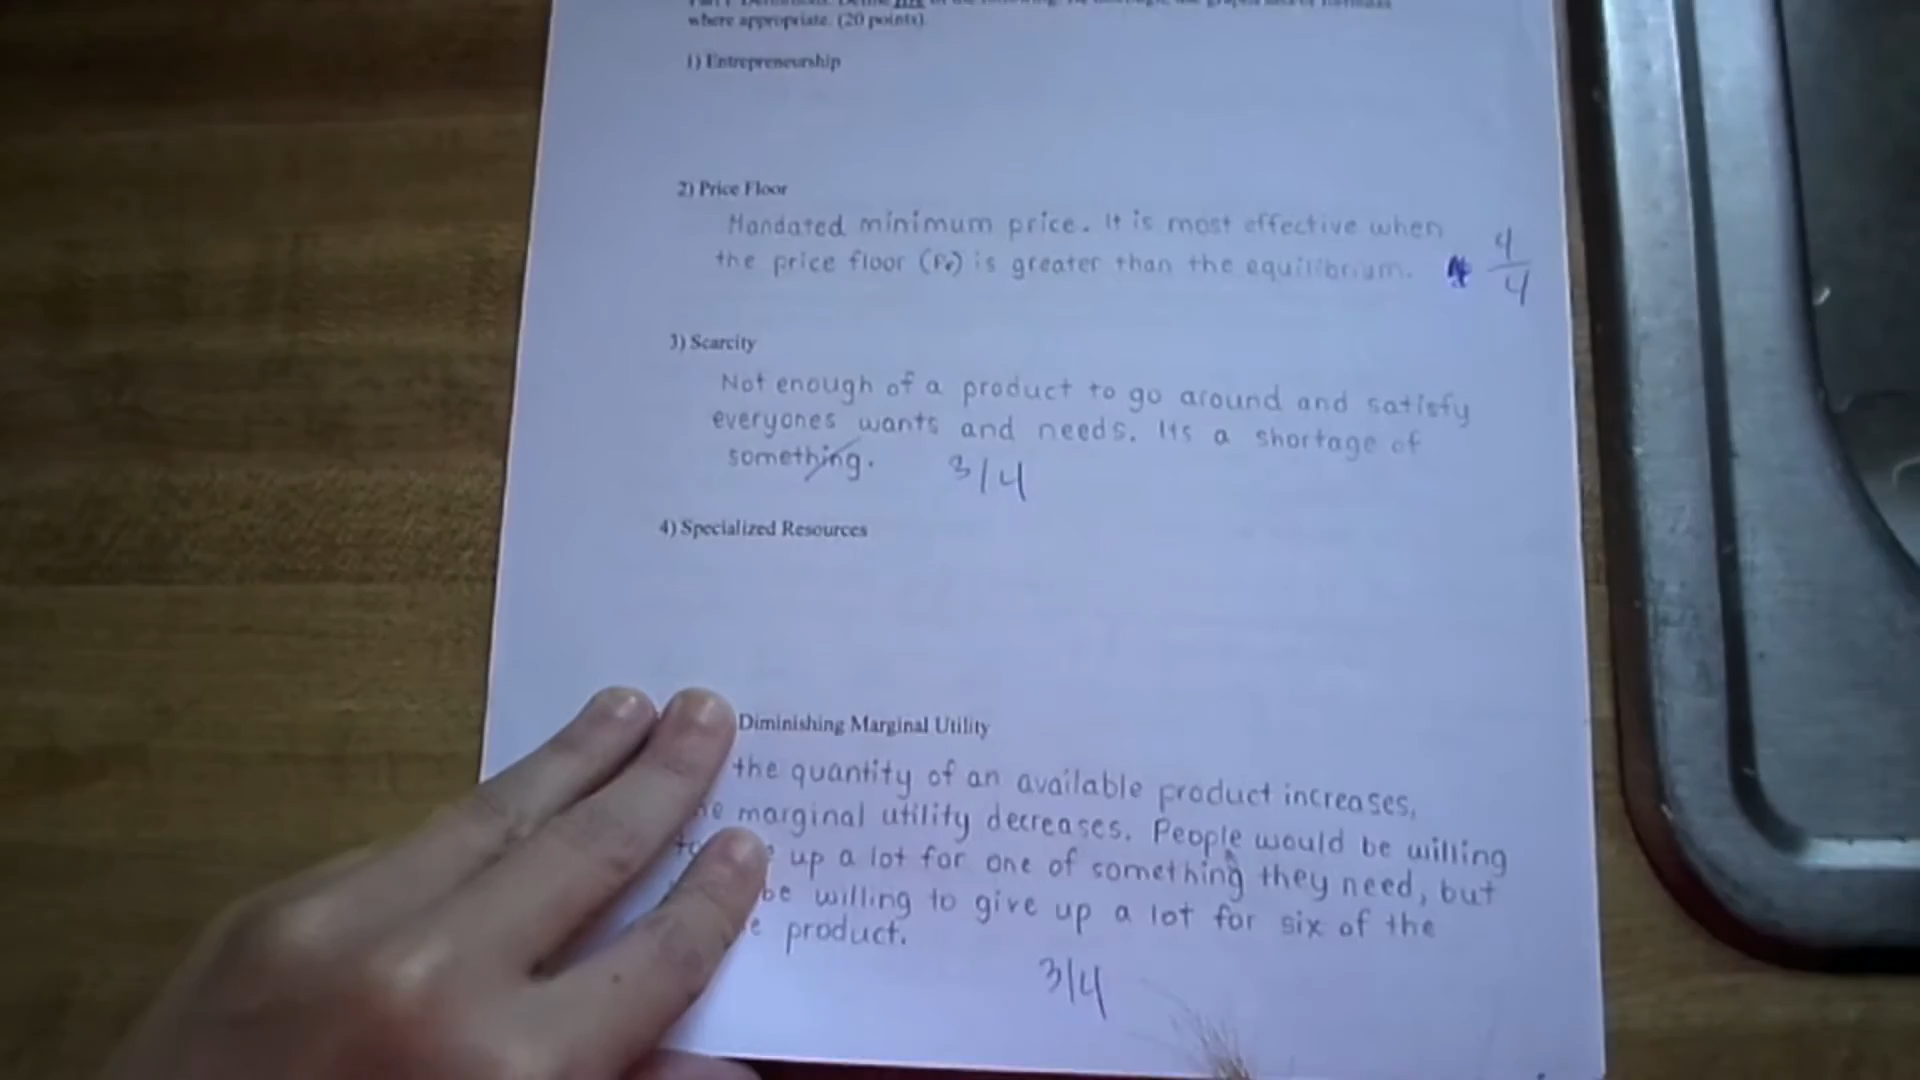 where appropriate. (20 points)
1) Entrepreneurship
2) Price Floor
Mandated minimum price. It is most effective when
the price floor (PF) is greater than the equilibrium.
4
4
3) Scarcity
Not enough of a product to go around and satisfy
everyones wants and needs. Its a shortage of
something. 3/4
4) Specialized Resources
Diminishing Marginal Utility
the quantity of an available product increases,
marginal utility decreases. People would be willing
up a lot for one of something they need, but
be willing to give up a lot for six of the
product.
3/4